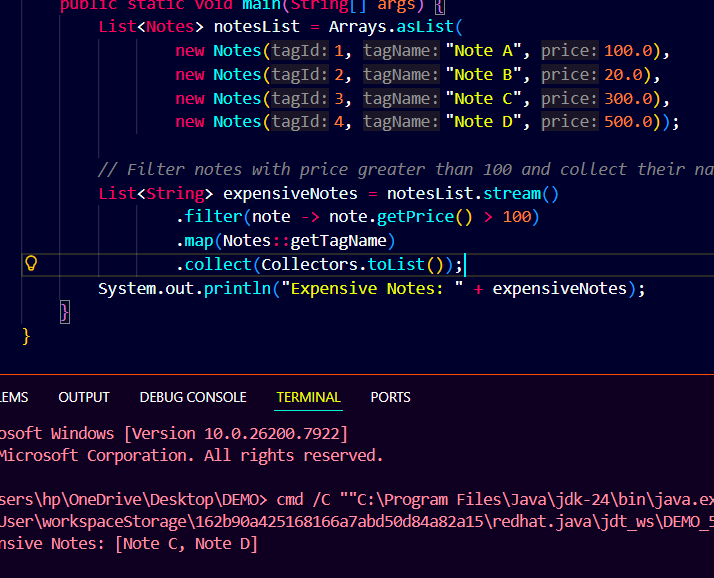 public static void main(String[] args) {
List<Notes> notesList = Arrays.asList(
new Notes(tagId: 1, tagName: "Note A", price: 100.0),
new Notes(tagId: 2, tagName: "Note B", price: 20.0),
new Notes(tagId: 3, tagName: "Note C", price: 300.0),
new Notes(tagId: 4, tagName: "Note D", price: 500.0));
// Filter notes with price greater than 100 and collect their na
List<String> expensiveNotes = notesList.stream()
.filter(note -> note.getPrice() > 100)
.map(Notes::getTagName)
.collect(Collectors.toList());
System.out.println("Expensive Notes: " + expensiveNotes);
}
}
LEMS OUTPUT DEBUG CONSOLE TERMINAL PORTS
osoft Windows [Version 10.0.26200.7922]
Microsoft Corporation. All rights reserved.
sers\hp\OneDrive\Desktop\DEMO> cmd /C ""C:\Program Files\Java\jdk-24\bin\java.ex
User\workspaceStorage\162b90a425168166a7abd50d84a82a15\redhat.java\jdt_ws\DEMO_5
nsive Notes: [Note C, Note D]